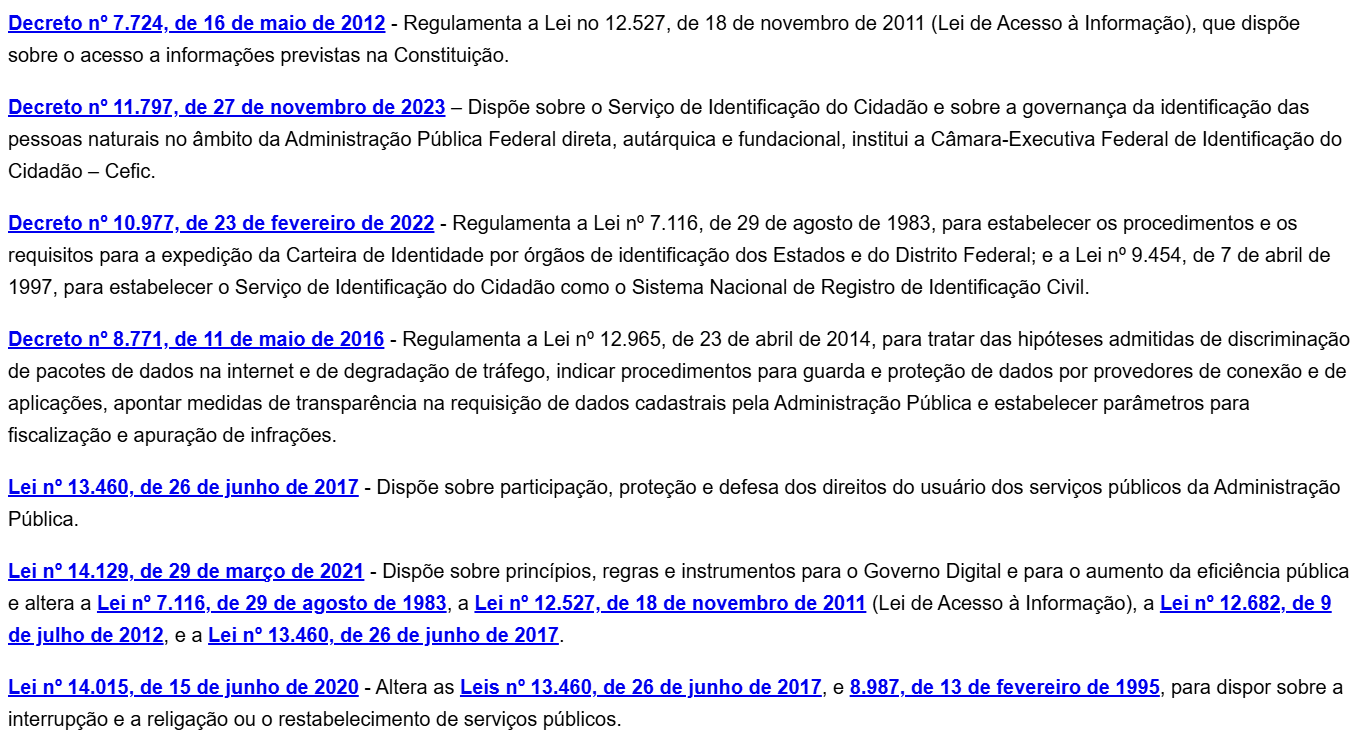 Decreto nº 7.724, de 16 de maio de 2012 - Regulamenta a Lei no 12.527, de 18 de novembro de 2011 (Lei de Acesso à Informação), que dispõe
sobre o acesso a informações previstas na Constituição.
Decreto nº 11.797, de 27 de novembro de 2023 – Dispõe sobre o Serviço de Identificação do Cidadão e sobre a governança da identificação das
pessoas naturais no âmbito da Administração Pública Federal direta, autárquica e fundacional, institui a Câmara-Executiva Federal de Identificação do
Cidadão – Cefic.
Decreto nº 10.977, de 23 de fevereiro de 2022 - Regulamenta a Lei nº 7.116, de 29 de agosto de 1983, para estabelecer os procedimentos e os
requisitos para a expedição da Carteira de Identidade por órgãos de identificação dos Estados e do Distrito Federal; e a Lei nº 9.454, de 7 de abril de
1997, para estabelecer o Serviço de Identificação do Cidadão como o Sistema Nacional de Registro de Identificação Civil.
Decreto nº 8.771, de 11 de maio de 2016 - Regulamenta a Lei nº 12.965, de 23 de abril de 2014, para tratar das hipóteses admitidas de discriminação
de pacotes de dados na internet e de degradação de tráfego, indicar procedimentos para guarda e proteção de dados por provedores de conexão e de
aplicações, apontar medidas de transparência na requisição de dados cadastrais pela Administração Pública e estabelecer parâmetros para
fiscalização e apuração de infrações.
Lei nº 13.460, de 26 de junho de 2017 - Dispõe sobre participação, proteção e defesa dos direitos do usuário dos serviços públicos da Administração
Pública.
Lei nº 14.129, de 29 de março de 2021 - Dispõe sobre princípios, regras e instrumentos para o Governo Digital e para o aumento da eficiência pública
e altera a Lei nº 7.116, de 29 de agosto de 1983, a Lei nº 12.527, de 18 de novembro de 2011 (Lei de Acesso à Informação), a Lei nº 12.682, de 9
de julho de 2012, e a Lei nº 13.460, de 26 de junho de 2017.
Lei nº 14.015, de 15 de junho de 2020 - Altera as Leis nº 13.460, de 26 de junho de 2017, e 8.987, de 13 de fevereiro de 1995, para dispor sobre a
interrupção e a religação ou o restabelecimento de serviços públicos.